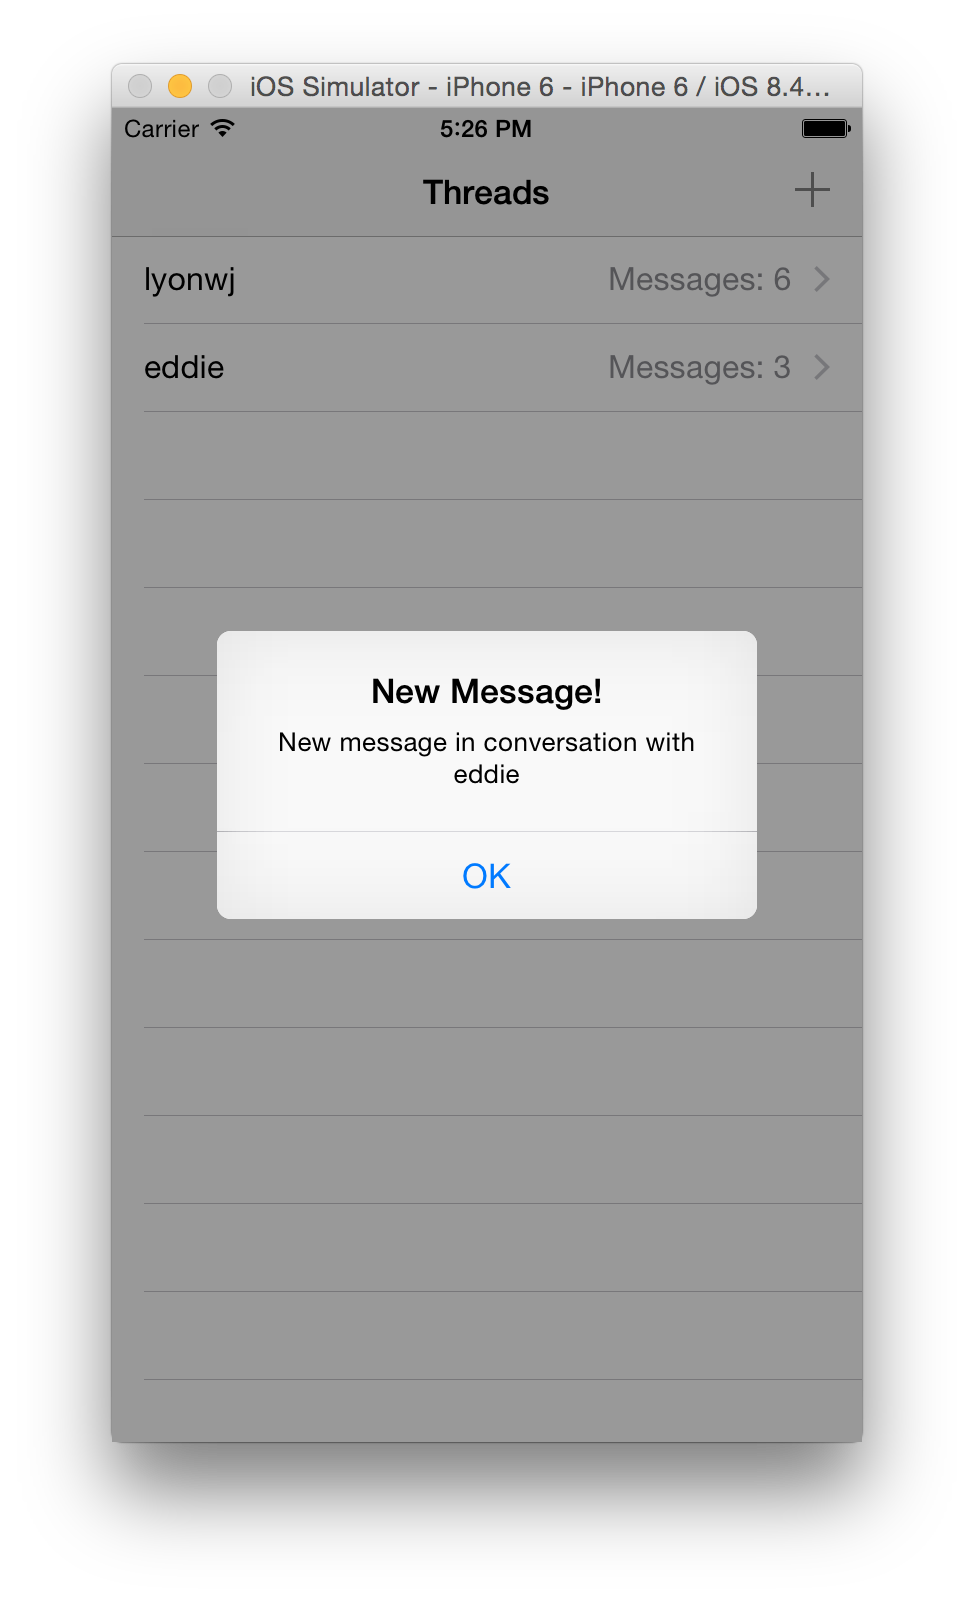 iOS Simulator - iPhone 6 - iPhone 6 / iOS 8.4...
Carrier 5:26 PM
Threads
lyonwj Messages: 6
eddie Messages: 3
New Message!
New message in conversation with
eddie
OK